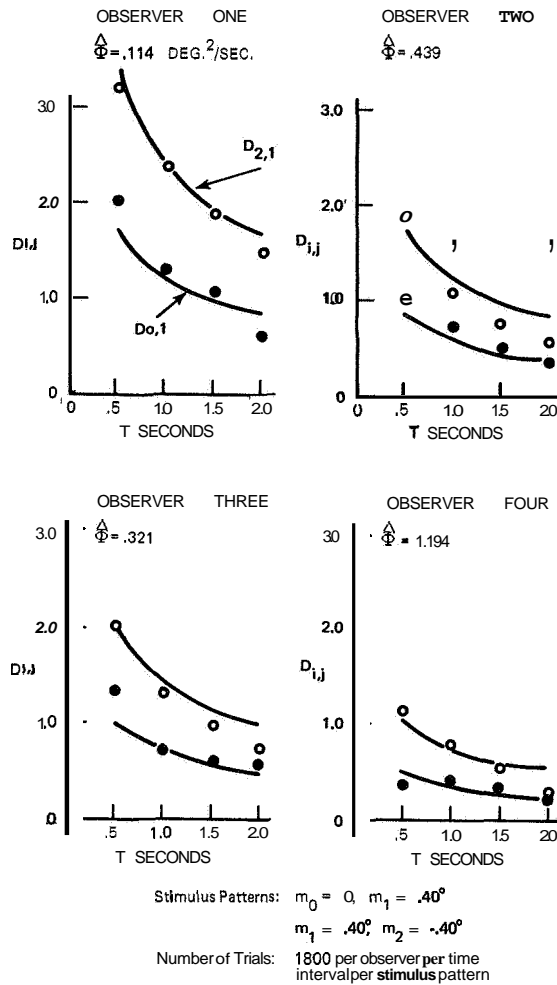 OBSERVER ONE
Φ̂ = .114 DEG.²/SEC.
3.0
2.0
Di,j
1.0
0
D2,1
Do,1
0 .5 1.0 1.5 2.0
T SECONDS
OBSERVER TWO
Φ̂ = .439
3.0
2.0'
Di,j
1.0
0
o
e
0 .5 1.0 1.5 20
T SECONDS
OBSERVER THREE
Φ̂ = .321
3.0
2.0
Di,j
1.0
0
.5 1.0 1.5 2.0
T SECONDS
OBSERVER FOUR
Φ̂ = 1.194
30
2.0
Di,j
1.0
0
.5 1.0 1.5 20
T SECONDS
Stimulus Patterns: m0 = 0, m1 = .40°
m1 = .40°, m2 = -.40°
Number of Trials: 1800 per observer per time
interval per stimulus pattern